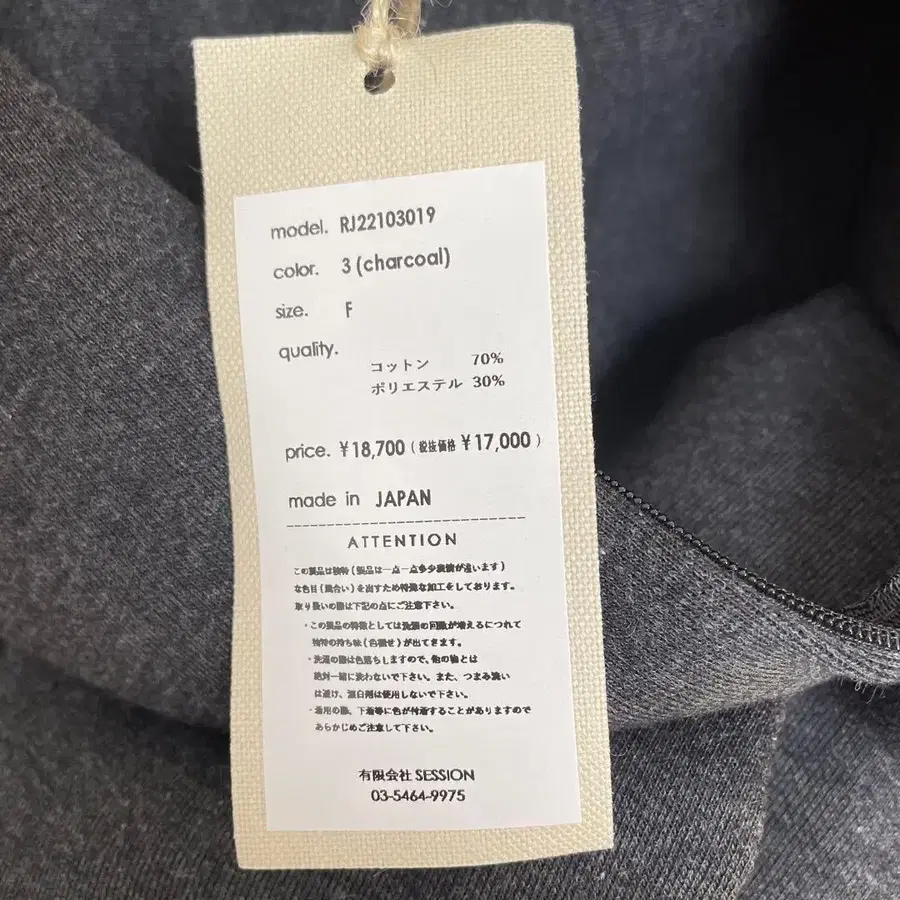 model. RJ22103019
color. 3 (charcoal)
size. F
quality.
コットン 70%
ポリエステル 30%
price. ¥18,700 (税抜価格 ¥17,000 )
made in JAPAN
ATTENTION
この製品は独特(製品は一点一点多少表情が違います)
な色目(風合い)を出すため特殊な加工をしております。
取り扱いの際は下記の点にご注意下さい。
・この製品の特徴としては洗濯の回数が増えるにつれて
独特の持ち味(色褪せ)が出てきます。
・洗濯の際は色落ちしますので、他の物とは
絶対一緒に洗わないで下さい。また、つまみ洗い
は避け、漂白剤は使用しないで下さい。
・着用の際、下着等に色が付着することがありますので
あらかじめご注意して下さい。
有限会社 SESSION
03-5464-9975